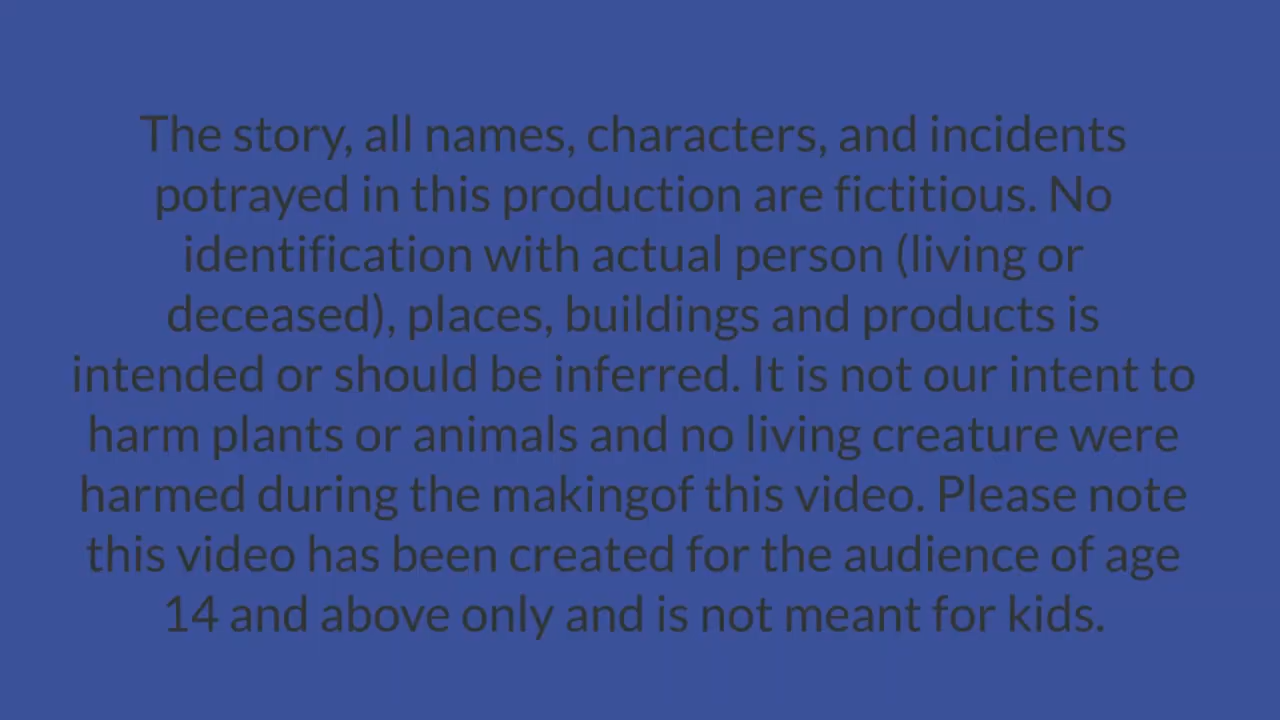 The story, all names, characters, and incidents
potrayed in this production are fictitious. No
identification with actual person (living or
deceased), places, buildings and products is
intended or should be inferred. It is not our intent to
harm plants or animals and no living creature were
harmed during the makingof this video. Please note
this video has been created for the audience of age
14 and above only and is not meant for kids.